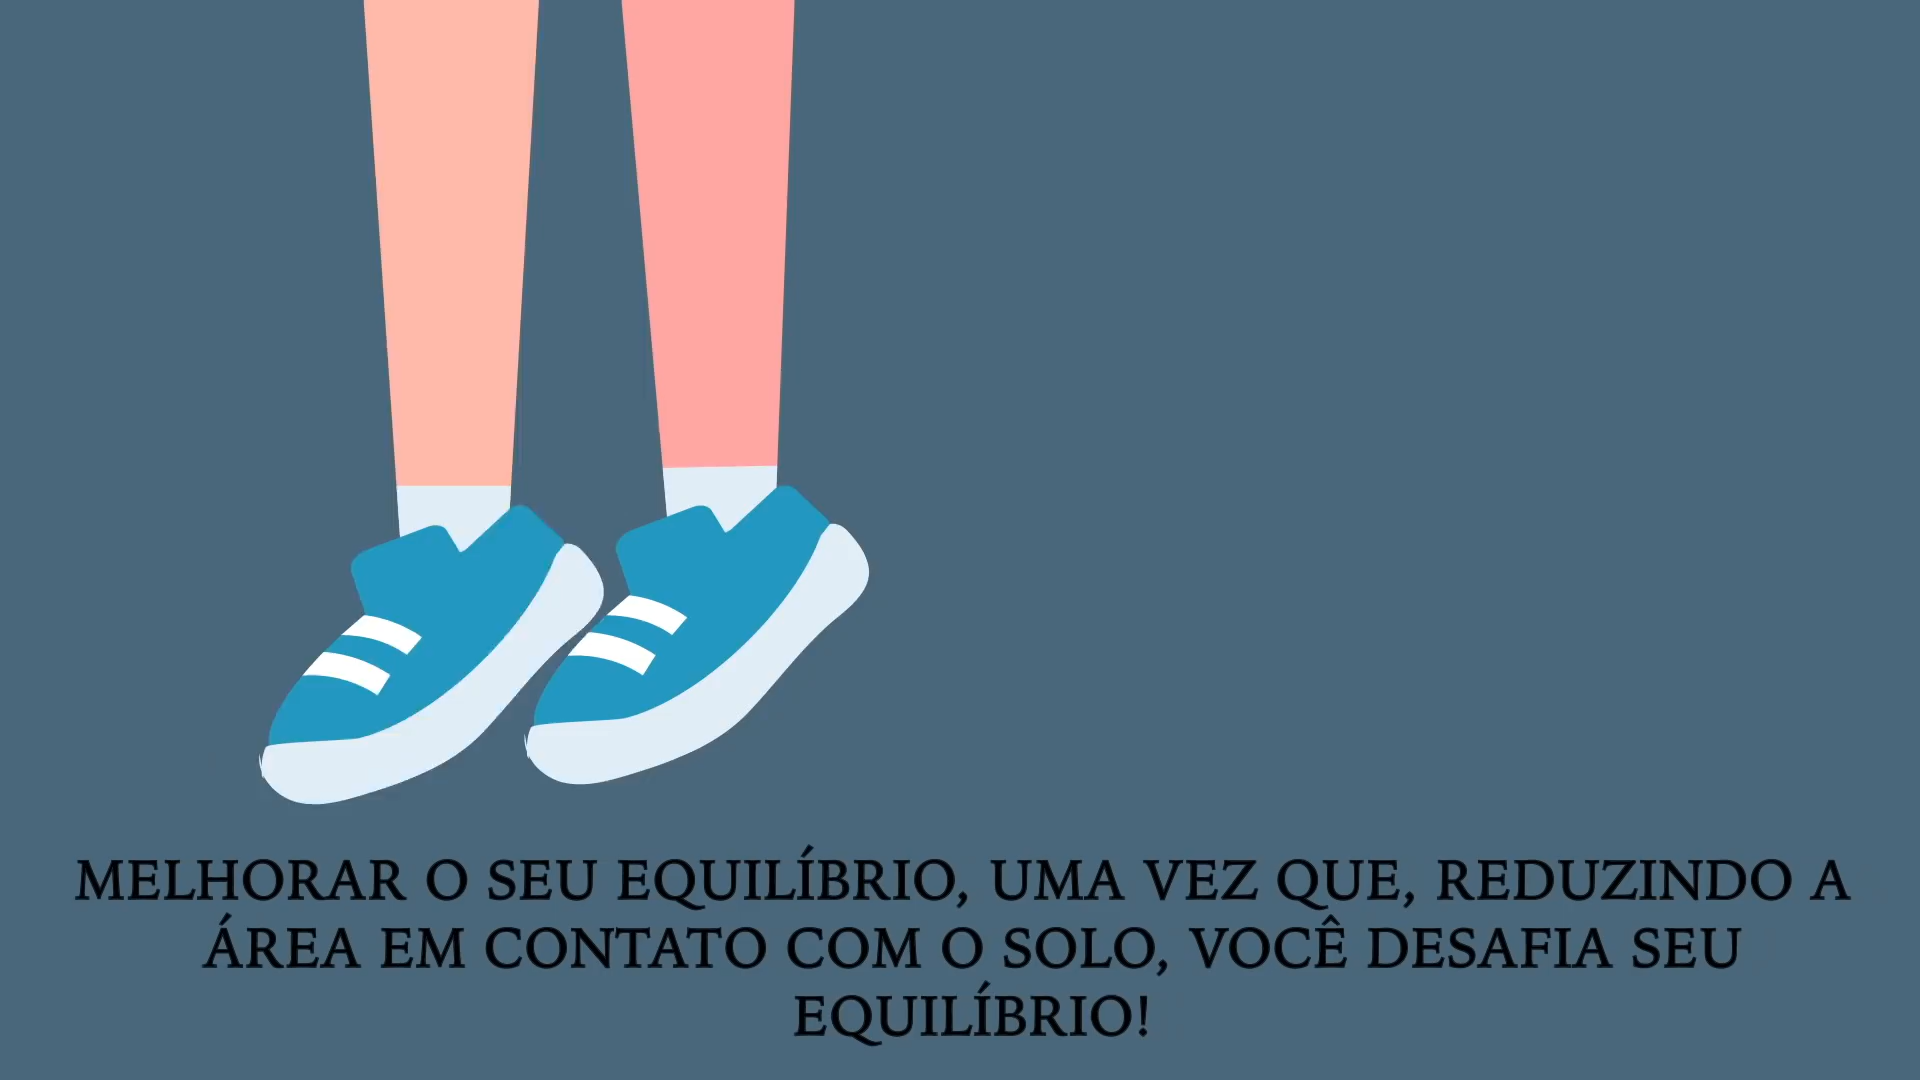 MELHORAR O SEU EQUILÍBRIO, UMA VEZ QUE, REDUZINDO A
ÁREA EM CONTATO COM O SOLO, VOCÊ DESAFIA SEU
EQUILÍBRIO!